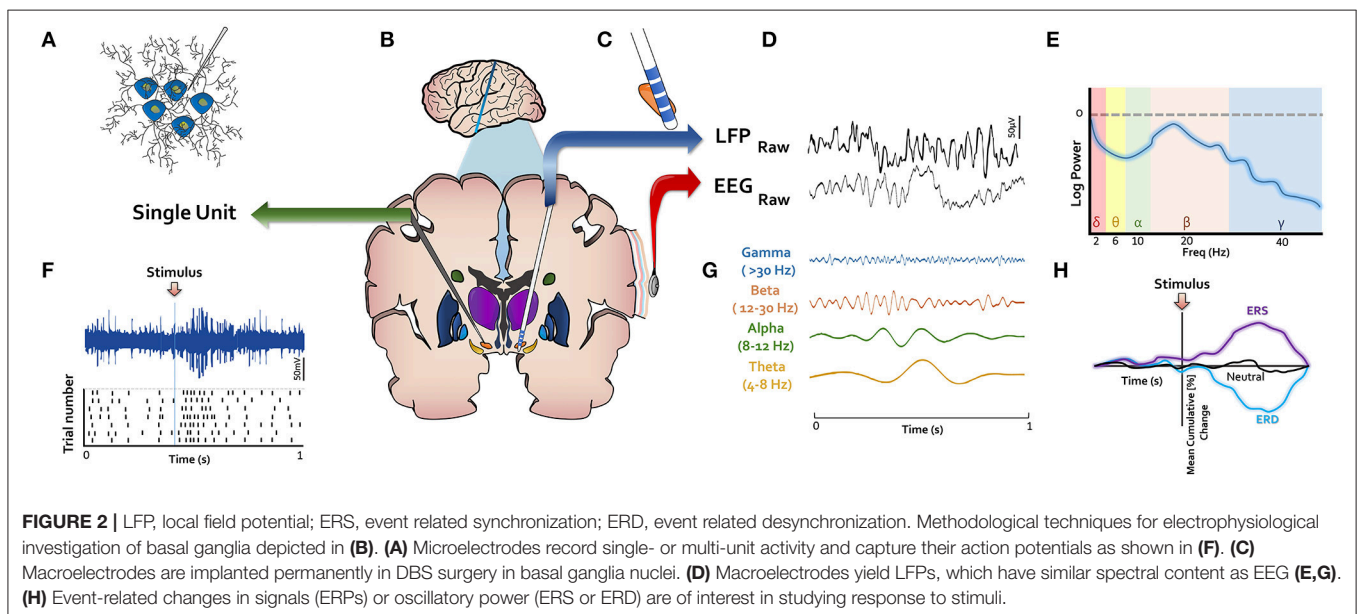 A
B
C
D
E
LFP Raw
EEG Raw
50μV
Single Unit
o
Log Power
δ θ α β γ
2 6 10 20 40
Freq (Hz)
F
Stimulus
50mV
Trial number
0 1
Time (s)
G
Gamma
(>30 Hz)
Beta
(12-30 Hz)
Alpha
(8-12 Hz)
Theta
(4-8 Hz)
0 1
Time (s)
H
Stimulus
ERS
Time (s)
Neutral
Mean Cumulative [%]
Change
ERD
FIGURE 2 | LFP, local field potential; ERS, event related synchronization; ERD, event related desynchronization. Methodological techniques for electrophysiological
investigation of basal ganglia depicted in (B). (A) Microelectrodes record single- or multi-unit activity and capture their action potentials as shown in (F). (C)
Macroelectrodes are implanted permanently in DBS surgery in basal ganglia nuclei. (D) Macroelectrodes yield LFPs, which have similar spectral content as EEG (E,G).
(H) Event-related changes in signals (ERPs) or oscillatory power (ERS or ERD) are of interest in studying response to stimuli.